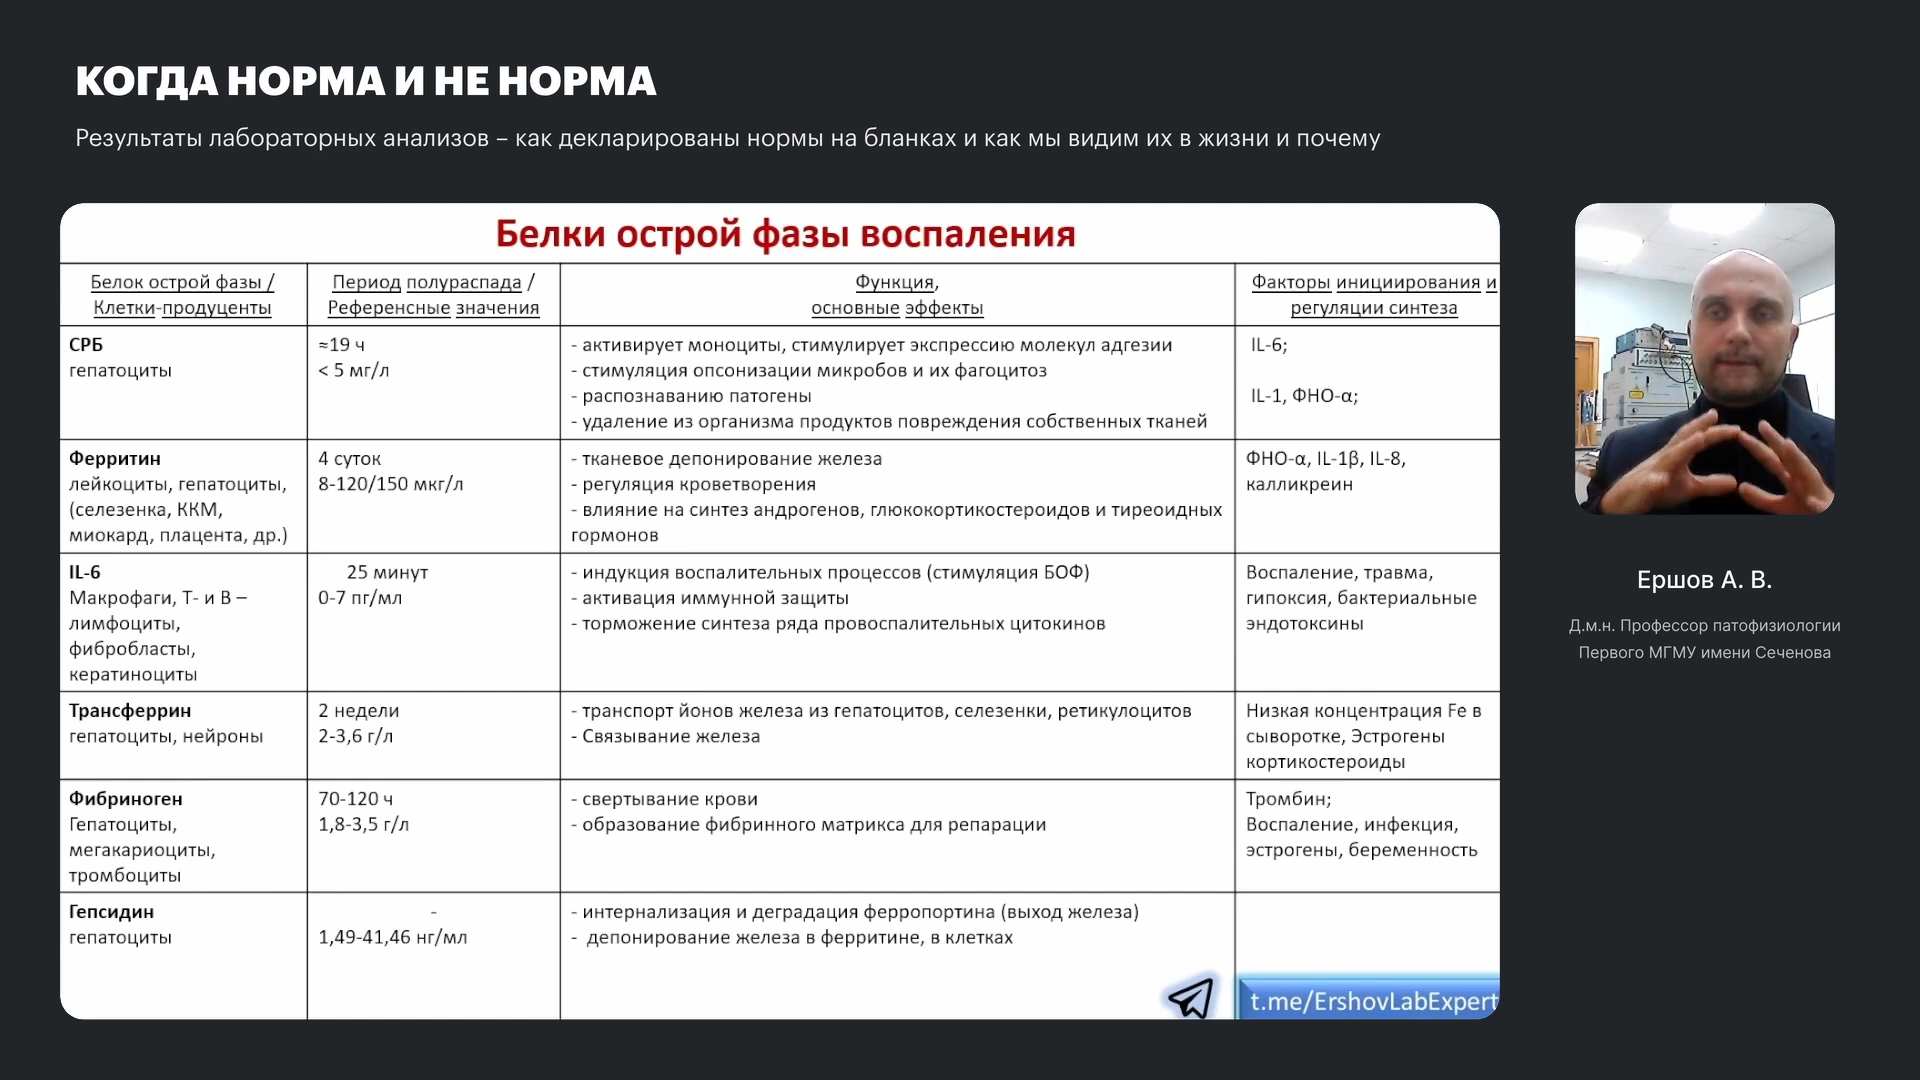 КОГДА НОРМА И НЕ НОРМА
Результаты лабораторных анализов – как декларированы нормы на бланках и как мы видим их в жизни и почему
Белки острой фазы воспаления
Белок острой фазы /
Клетки-продуценты
Период полураспада /
Референсные значения
Функция,
основные эффекты
Факторы инициирования и
регуляции синтеза
СРБ
гепатоциты
≈19 ч
< 5 мг/л
- активирует моноциты, стимулирует экспрессию молекул адгезии
- стимуляция опсонизации микробов и их фагоцитоз
- распознаванию патогены
- удаление из организма продуктов повреждения собственных тканей
IL-6;
IL-1, ФНО-α;
Ферритин
лейкоциты, гепатоциты,
(селезенка, ККМ,
миокард, плацента, др.)
4 суток
8-120/150 мкг/л
- тканевое депонирование железа
- регуляция кроветворения
- влияние на синтез андрогенов, глюкокортикостероидов и тиреоидных
гормонов
ФНО-α, IL-1β, IL-8,
калликреин
IL-6
Макрофаги, Т- и В –
лимфоциты,
фибробласты,
кератиноциты
25 минут
0-7 пг/мл
- индукция воспалительных процессов (стимуляция БОФ)
- активация иммунной защиты
- торможение синтеза ряда провоспалительных цитокинов
Воспаление, травма,
гипоксия, бактериальные
эндотоксины
Трансферрин
гепатоциты, нейроны
2 недели
2-3,6 г/л
- транспорт йонов железа из гепатоцитов, селезенки, ретикулоцитов
- Связывание железа
Низкая концентрация Fe в
сыворотке, Эстрогены
кортикостероиды
Фибриноген
Гепатоциты,
мегакариоциты,
тромбоциты
70-120 ч
1,8-3,5 г/л
- свертывание крови
- образование фибринного матрикса для репарации
Тромбин;
Воспаление, инфекция,
эстрогены, беременность
Гепсидин
гепатоциты
-
1,49-41,46 нг/мл
- интернализация и деградация ферропортина (выход железа)
- депонирование железа в ферритине, в клетках
t.me/ErshovLabExpert
Ершов А. В.
Д.м.н. Профессор патофизиологии
Первого МГМУ имени Сеченова